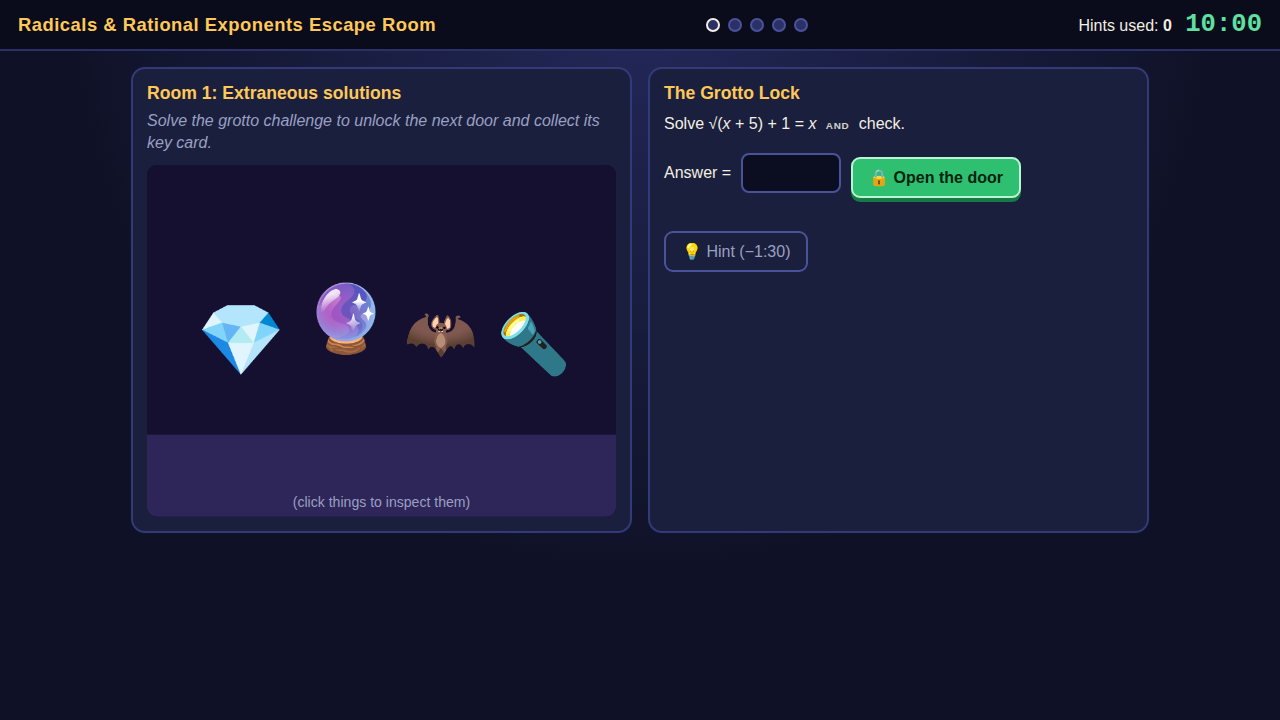 Radicals & Rational Exponents Escape Room
Hints used: 0 10:00
Room 1: Extraneous solutions
Solve the grotto challenge to unlock the next door and collect its
key card.
(click things to inspect them)
The Grotto Lock
Solve √(x + 5) + 1 = x AND check.
Answer =
🔒 Open the door
💡 Hint (−1:30)